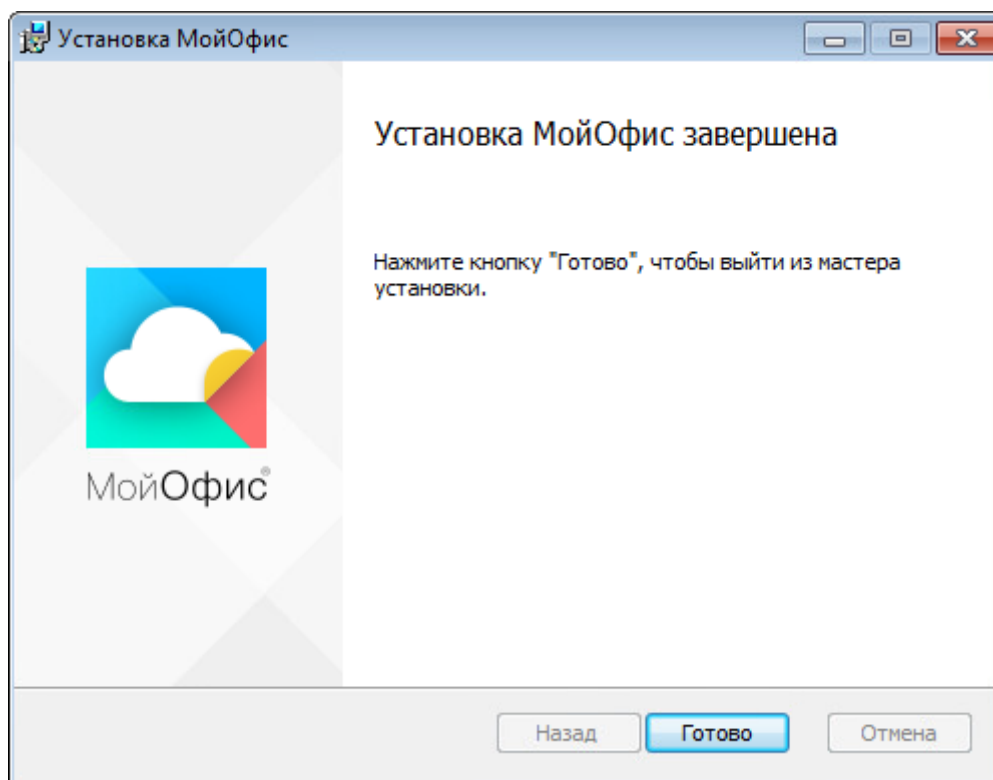 Установка МойОфис
Установка МойОфис завершена
Нажмите кнопку "Готово", чтобы выйти из мастера
установки.
МойОфис®
Назад
Готово
Отмена